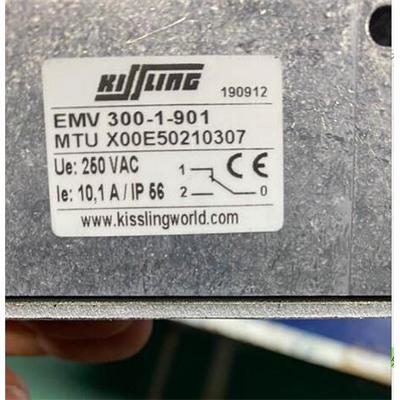 KISSLING
190912
EMV 300-1-901
MTU X00E50210307
Ue: 250 VAC
Ie: 10,1 A / IP 56
1
2
0
CE
www.kisslingworld.com